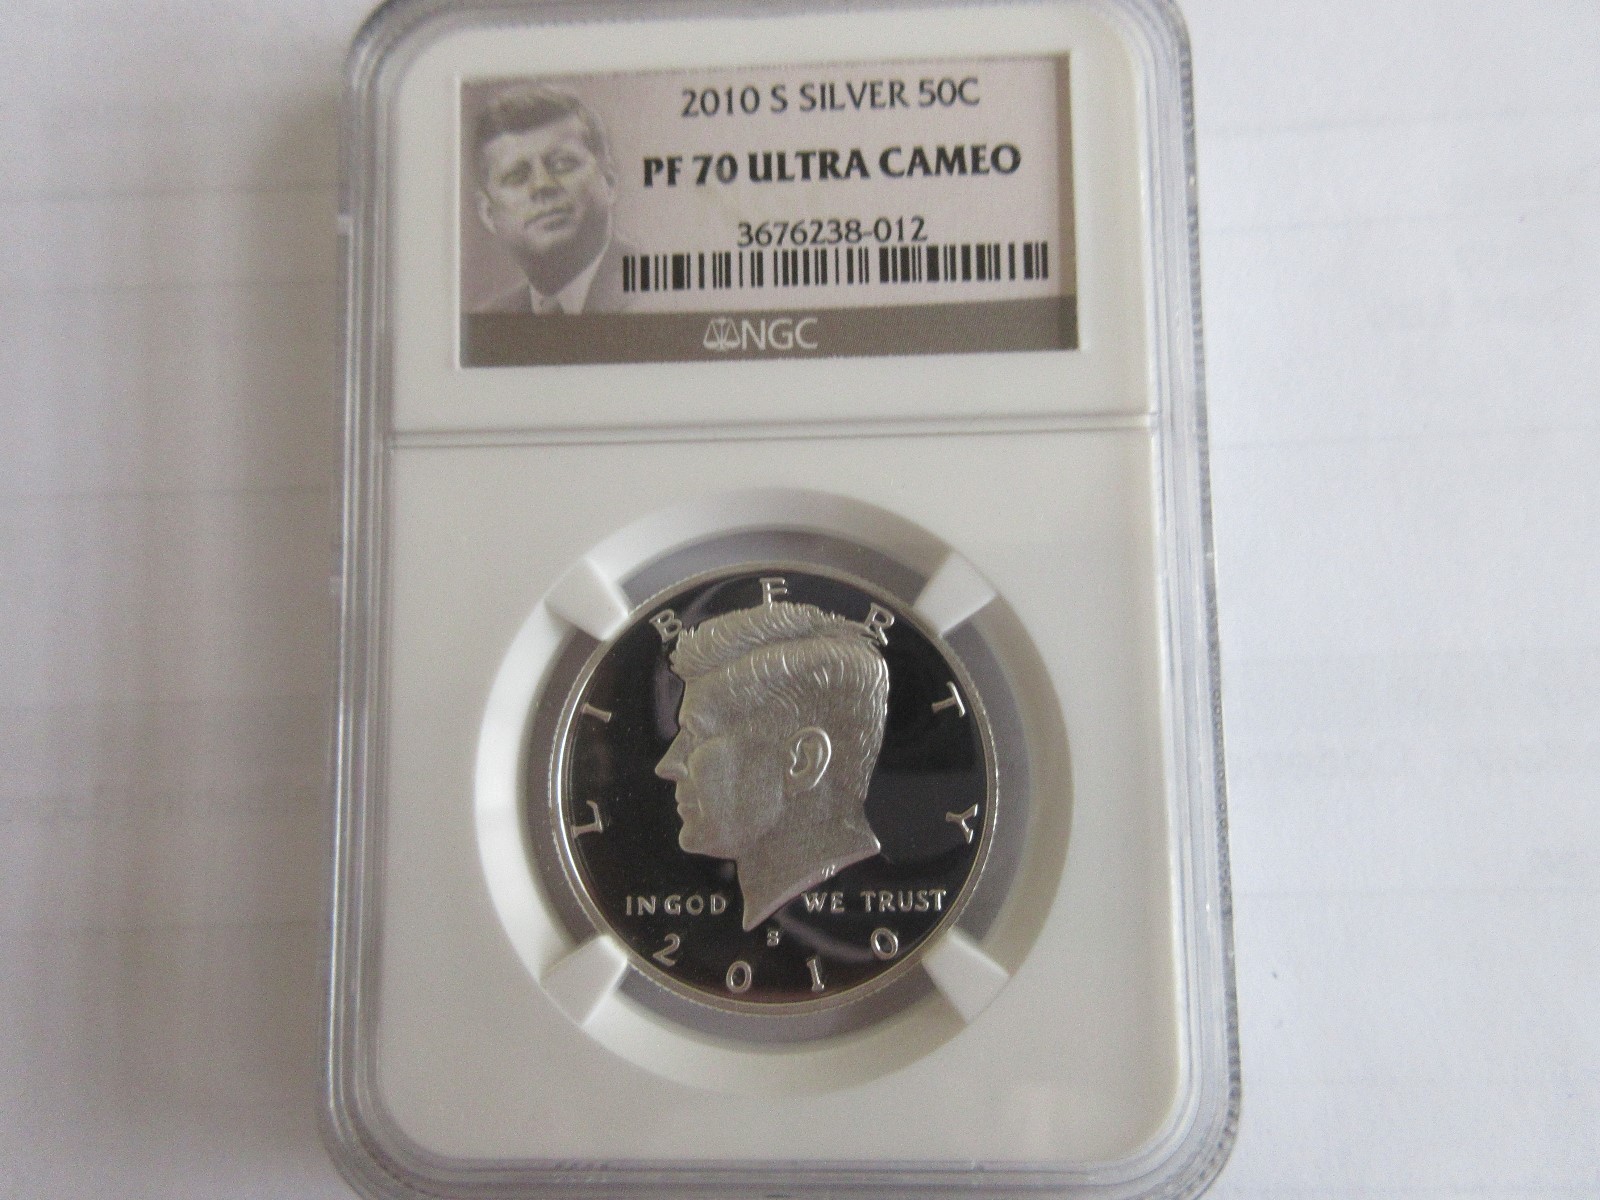 2010 S SILVER 50C
PF 70 ULTRA CAMEO
3676238-012
NGC
LIBERTY
IN GOD WE TRUST
S
2010